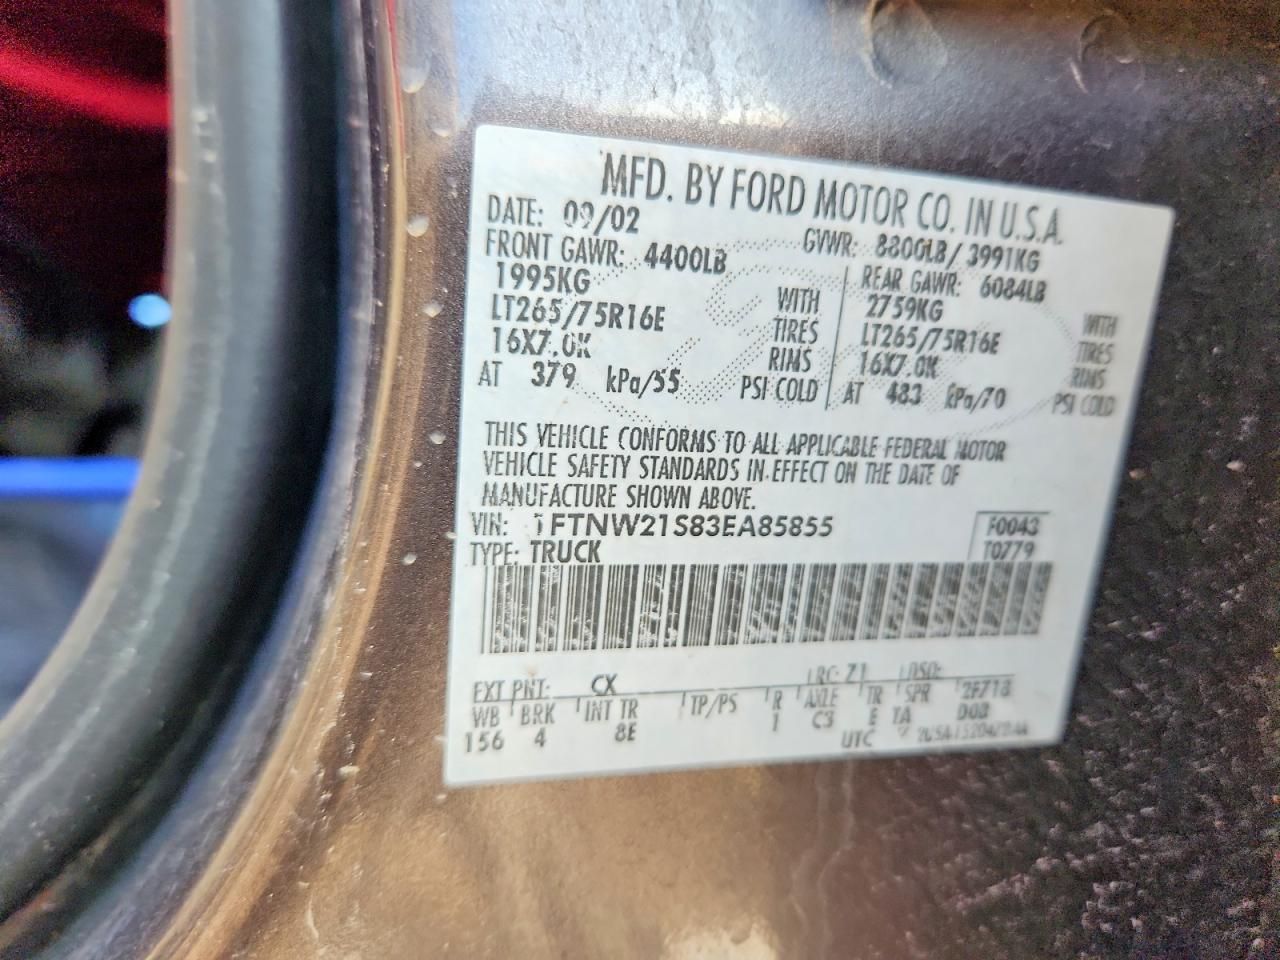 MFD. BY FORD MOTOR CO. IN U.S.A.
DATE: 09/02 GVWR: 8800LB/ 3991KG
FRONT GAWR: 4400LB REAR GAWR: 6084LB
1995KG WITH 2759KG WITH
LT265/75R16E TIRES LT265/75R16E TIRES
16X7.0K RIMS 16X7.0K RIMS
AT 379 kPa/55 PSI COLD AT 483 kPa/70 PSI COLD
THIS VEHICLE CONFORMS TO ALL APPLICABLE FEDERAL MOTOR
VEHICLE SAFETY STANDARDS IN EFFECT ON THE DATE OF
MANUFACTURE SHOWN ABOVE.
VIN: 1FTNW21S83EA85855 F0043
TYPE: TRUCK T0779
EXT PNT: CX RC: 71 DSO:
WB BRK INT TR TP/PS R AXLE TR SPR
156 4 8E 1 C3 E TA
UTC